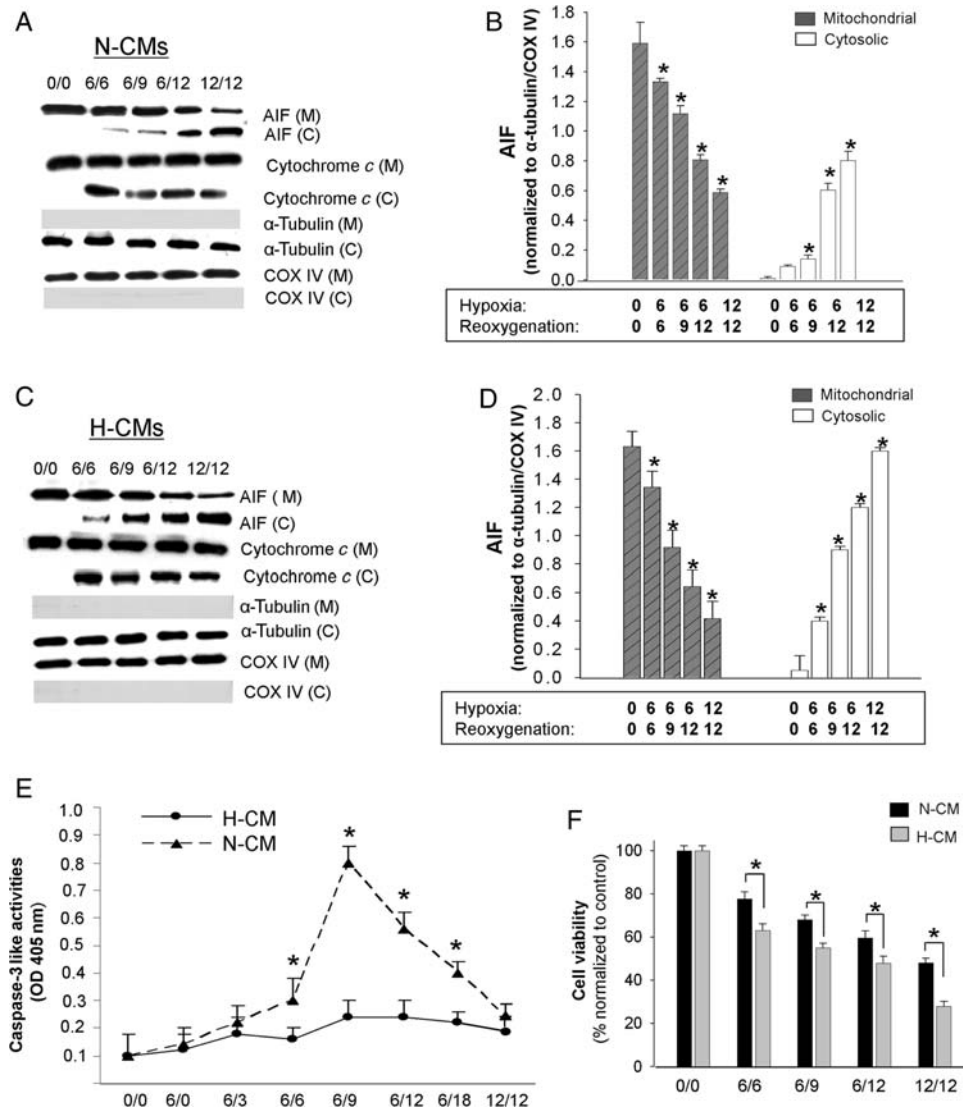 A
N-CMs
0/0 6/6 6/9 6/12 12/12
AIF (M)
AIF (C)
Cytochrome c (M)
Cytochrome c (C)
α-Tubulin (M)
α-Tubulin (C)
COX IV (M)
COX IV (C)
B
Mitochondrial
Cytosolic
AIF
(normalized to α-tubulin/COX IV)
1.6
1.4
1.2
1.0
0.8
0.6
0.4
0.2
0.0
* * * * * * *
Hypoxia: 0 6 6 6 12 0 6 6 6 12
Reoxygenation: 0 6 9 12 12 0 6 9 12 12
C
H-CMs
0/0 6/6 6/9 6/12 12/12
AIF ( M)
AIF (C)
Cytochrome c (M)
Cytochrome c (C)
α-Tubulin (M)
α-Tubulin (C)
COX IV (M)
COX IV (C)
D
Mitochondrial
Cytosolic
AIF
(normalized to α-tubulin/COX IV)
2.0
1.8
1.6
1.4
1.2
1.0
0.8
0.6
0.4
0.2
0.0
* * * * * * * *
Hypoxia: 0 6 6 6 12 0 6 6 6 12
Reoxygenation: 0 6 9 12 12 0 6 9 12 12
E
H-CM
N-CM
Caspase-3like activities
(OD 405 nm)
1.0
0.9
0.8
0.7
0.6
0.5
0.4
0.3
0.2
0.1
* * * *
0/0 6/0 6/3 6/6 6/9 6/12 6/18 12/12
F
N-CM
H-CM
Cell viability
(% normalized to control)
100
80
60
40
20
0
* * * *
0/0 6/6 6/9 6/12 12/12